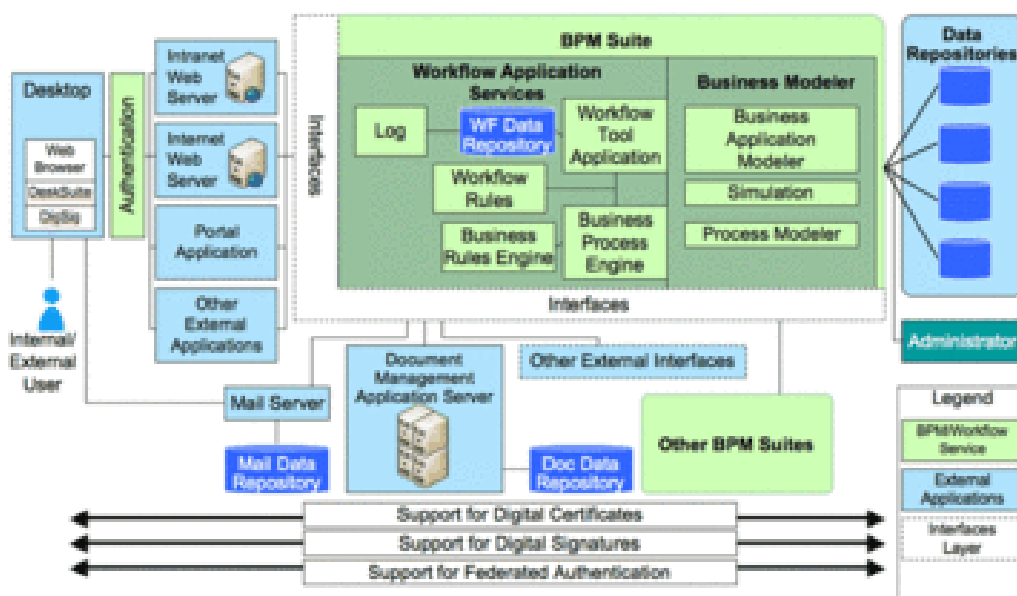 Desktop
Web
Browser
DeskSuite
DigSig
Internal/
External
User
Authentication
Intranet
Web
Server
Internet
Web
Server
Portal
Application
Other
External
Applications
Interfaces
BPM Suite
Workflow Application
Services
Log
WF Data
Repository
Workflow
Tool
Application
Workflow
Rules
Business
Rules Engine
Business
Process
Engine
Business Modeler
Business
Application
Modeler
Simulation
Process Modeler
Interfaces
Data
Repositories
Administrator
Mail Server
Mail Data
Repository
Document
Management
Application Server
Doc Data
Repository
Other External Interfaces
Other BPM Suites
Legend
BPM/Workflow
Service
External
Applications
Interfaces
Layer
Support for Digital Certificates
Support for Digital Signatures
Support for Federated Authentication